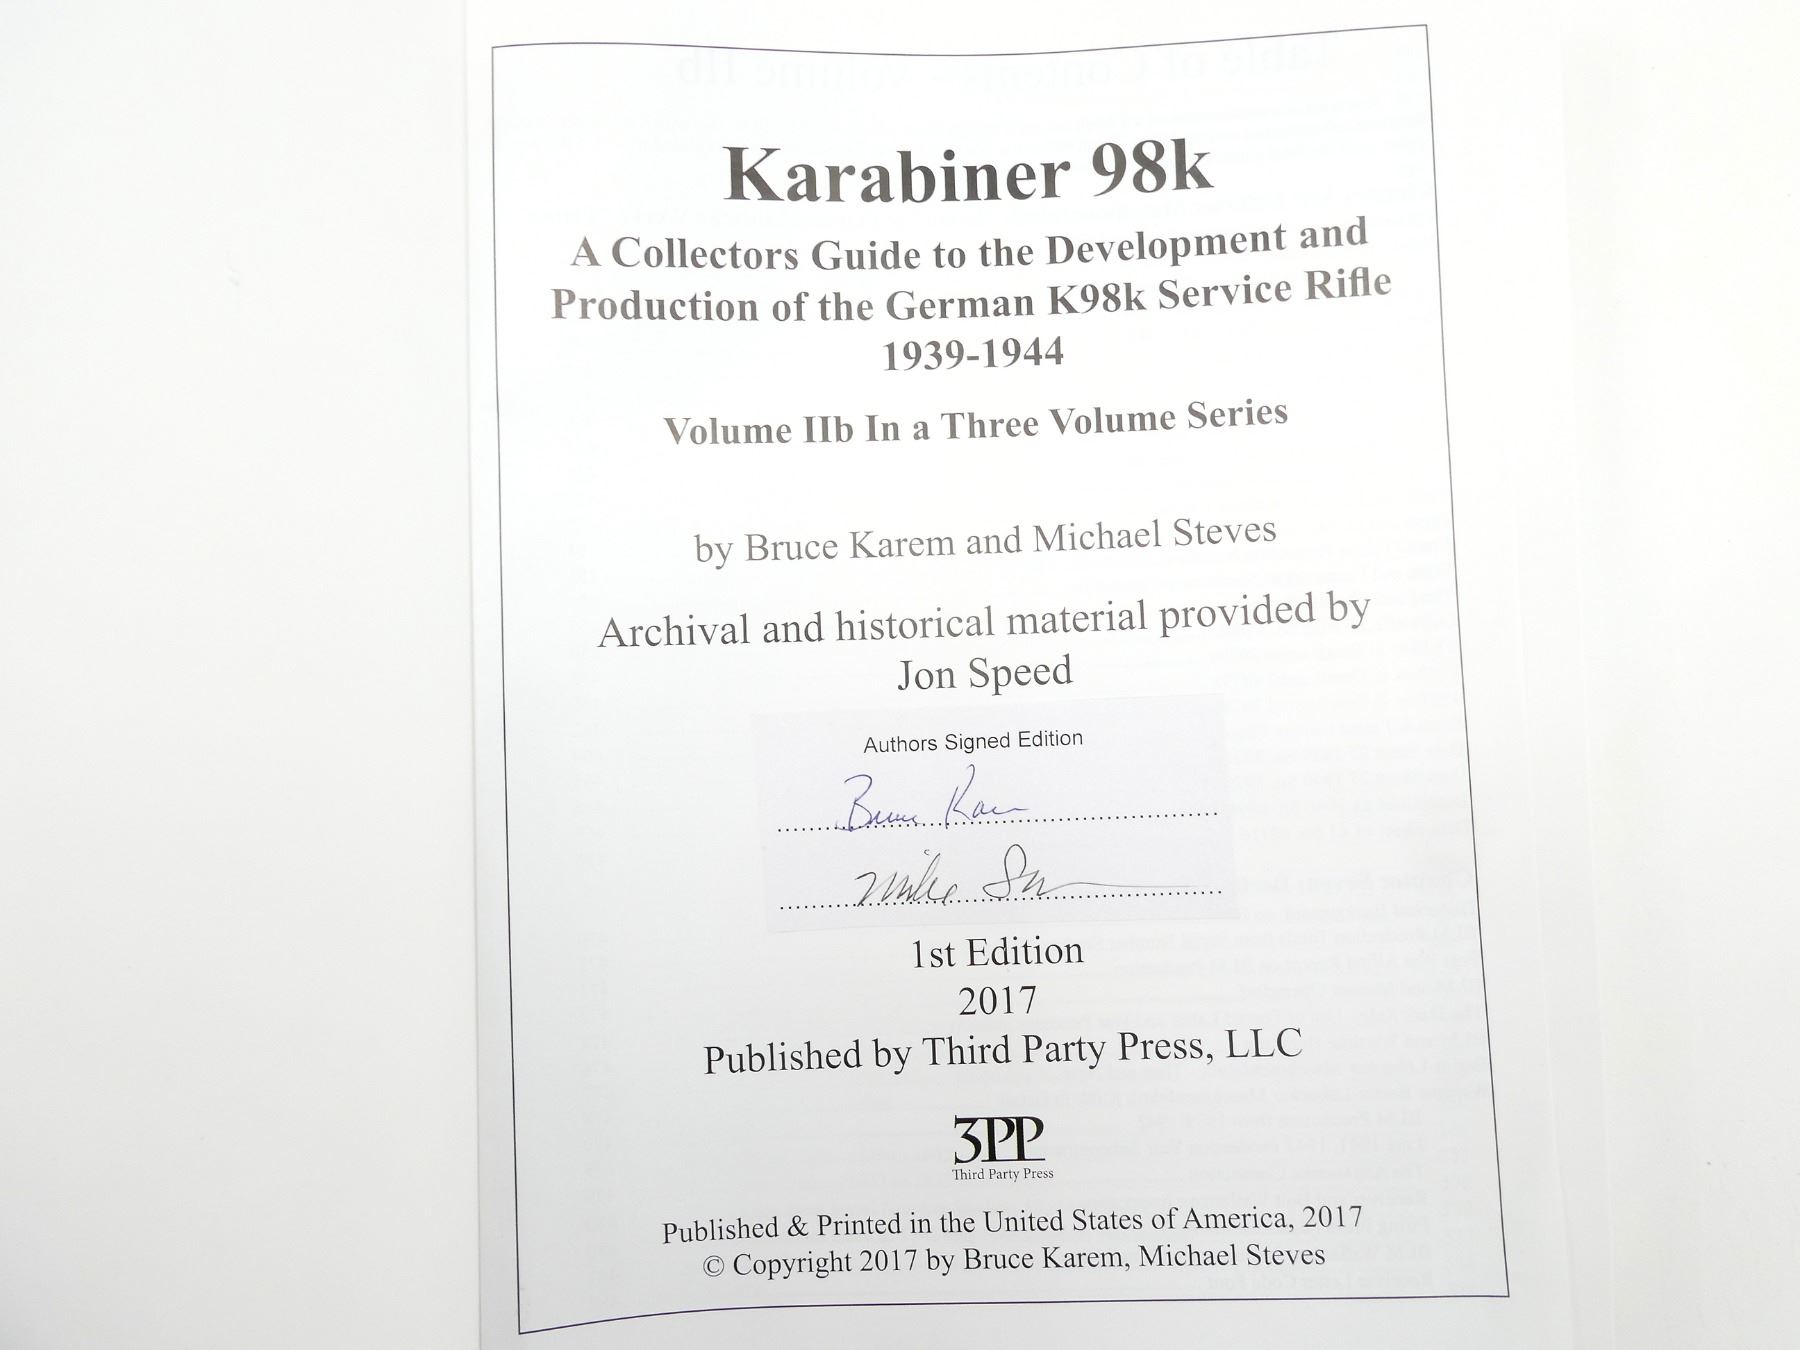 Karabiner 98k
A Collectors Guide to the Development and
Production of the German K98k Service Rifle
1939-1944
Volume IIb In a Three Volume Series
by Bruce Karem and Michael Steves
Archival and historical material provided by
Jon Speed
Authors Signed Edition
Bruce Karem
Mike
1st Edition
2017
Published by Third Party Press, LLC
3PP
Third Party Press
Published & Printed in the United States of America, 2017
© Copyright 2017 by Bruce Karem, Michael Steves